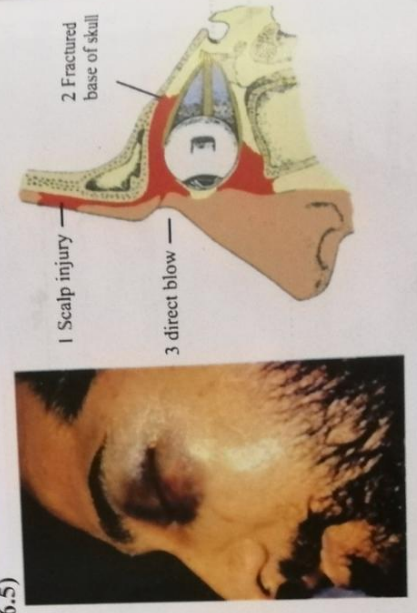 6.5)
1 Scalp injury
2 Fractured
base of skull
3 direct blow